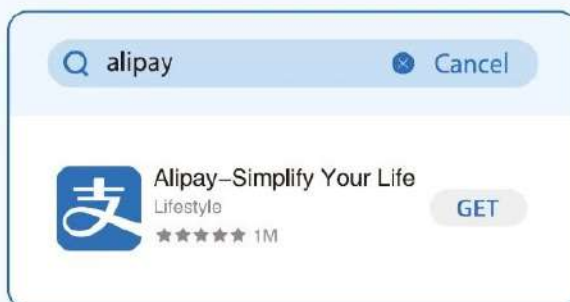 alipay Cancel
支 Alipay–Simplify Your Life
Lifestyle
GET
★★★★★ 1M